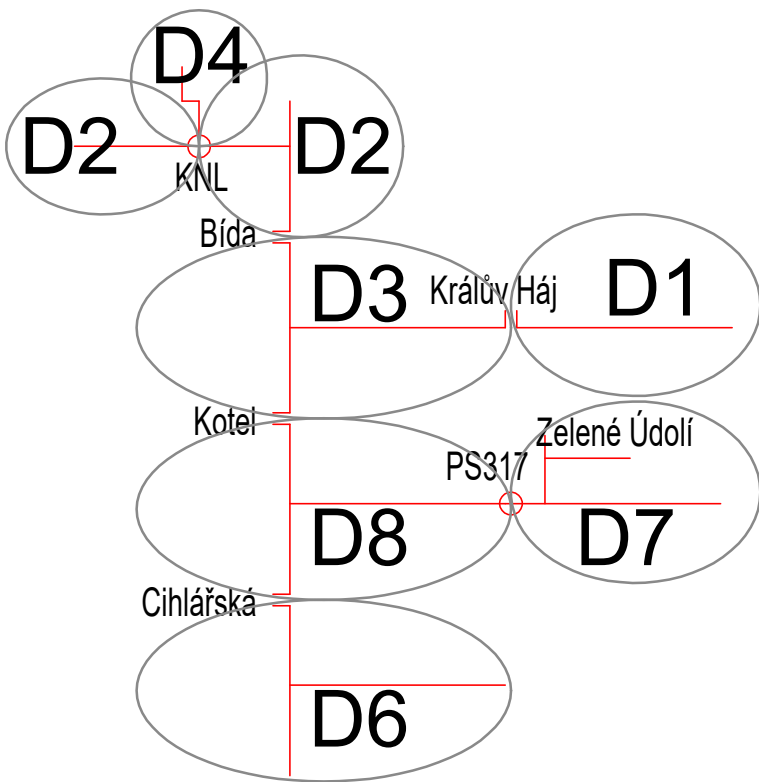 D4
D2
D2
KNL
Bída
D3
Králův Háj
D1
Kotel
Zelené Údolí
PS317
D8
D7
Cihlářská
D6